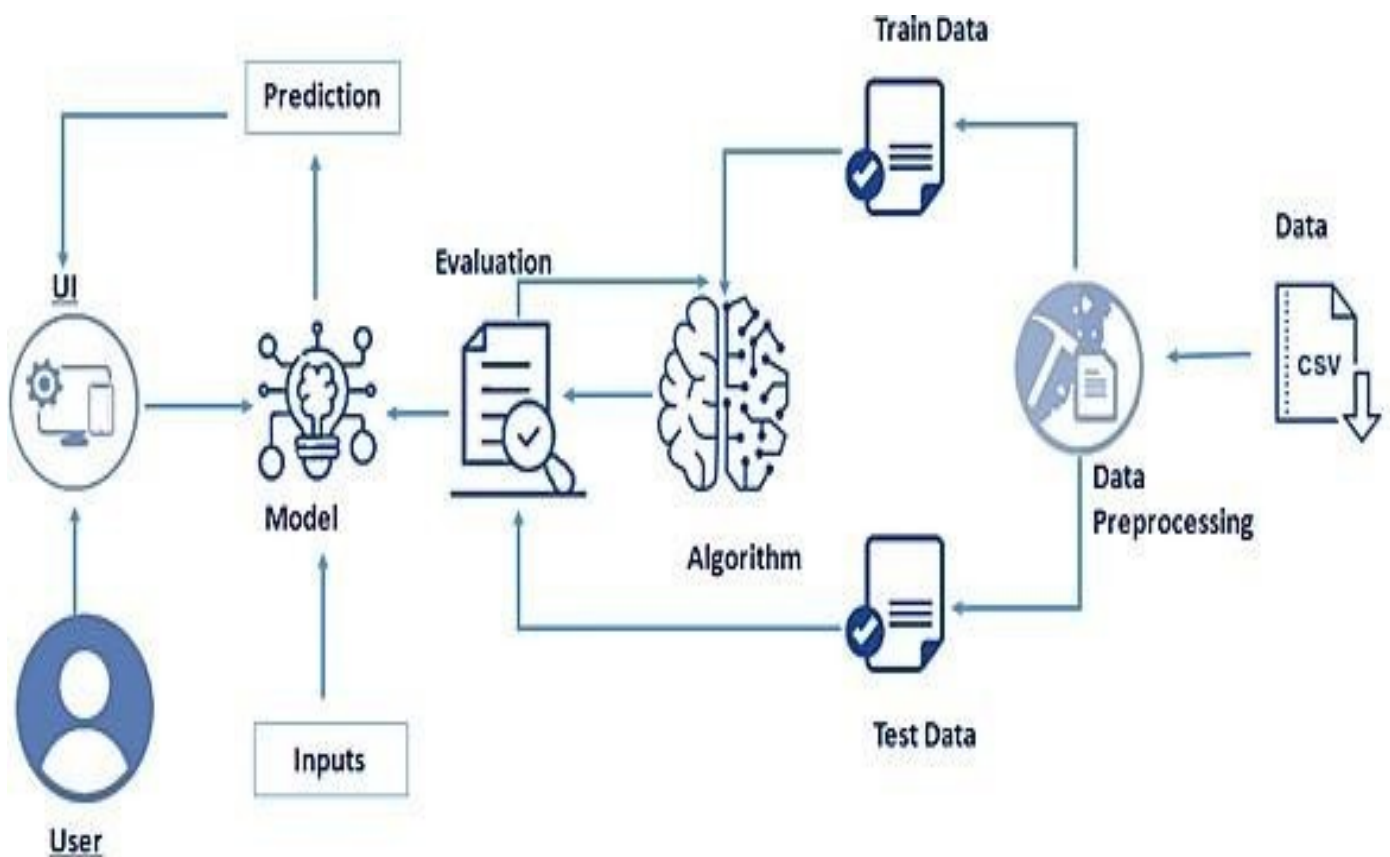 Train Data
Prediction
Data
Evaluation
UI
CSV
Data
Preprocessing
Model
Algorithm
Test Data
Inputs
User